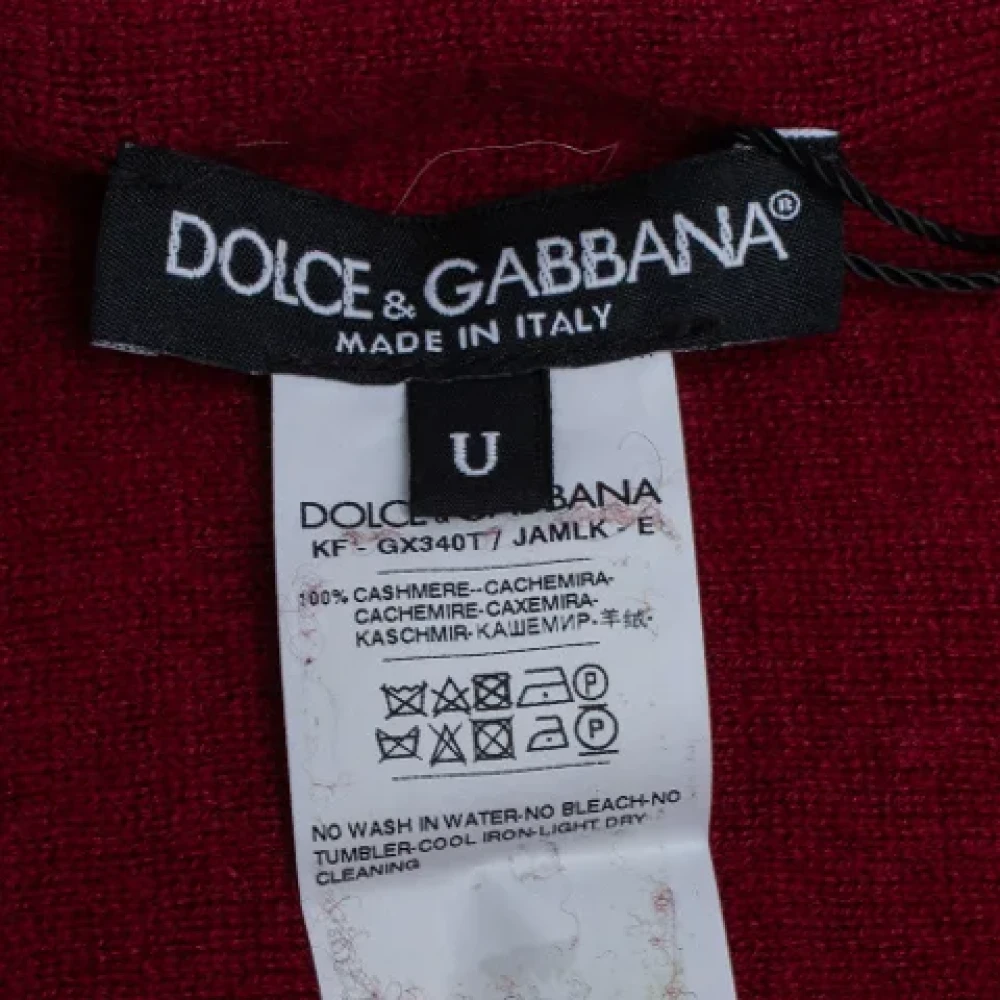 DOLCE & GABBANA®
MADE IN ITALY
U
DOLCE & GABBANA
KF - GX340T / JAMLK - E
100% CASHMERE--CACHEMIRA-
CACHEMIRE-CAXEMIRA-
KASCHMIR-КАШЕМИР-羊绒-
P
P
NO WASH IN WATER-NO BLEACH-NO
TUMBLER-COOL IRON-LIGHT DRY
CLEANING